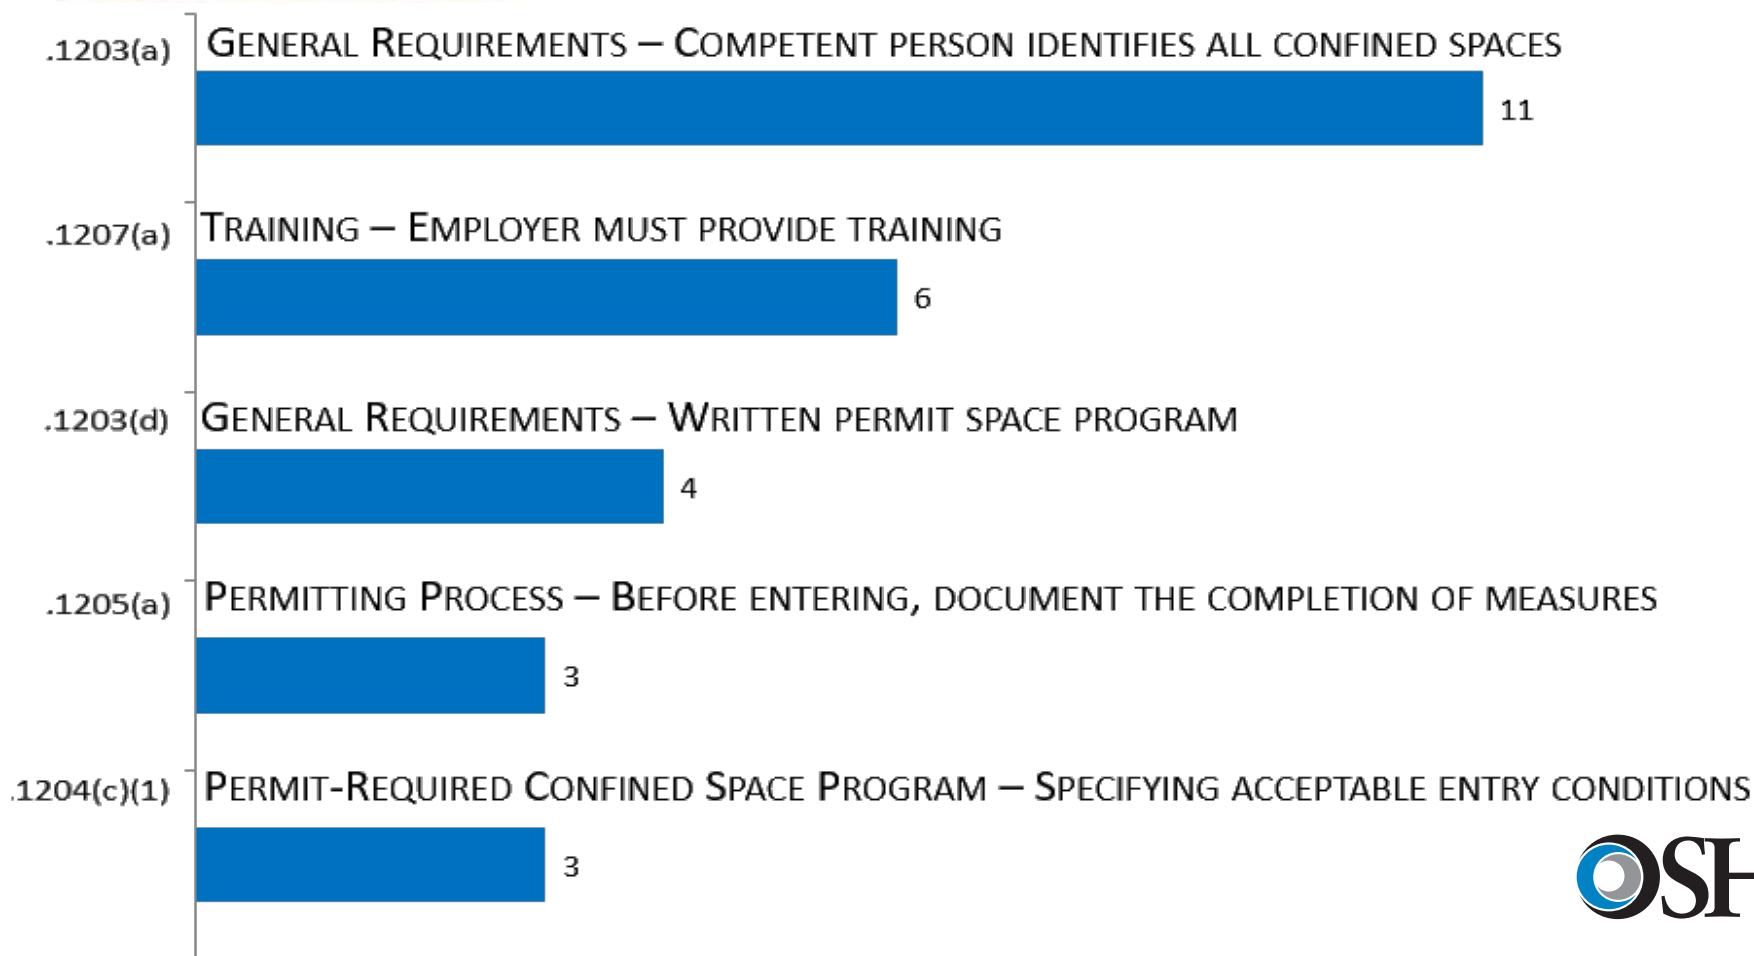 .1203(a) GENERAL REQUIREMENTS – COMPETENT PERSON IDENTIFIES ALL CONFINED SPACES
11
.1207(a) TRAINING – EMPLOYER MUST PROVIDE TRAINING
6
.1203(d) GENERAL REQUIREMENTS – WRITTEN PERMIT SPACE PROGRAM
4
.1205(a) PERMITTING PROCESS – BEFORE ENTERING, DOCUMENT THE COMPLETION OF MEASURES
3
.1204(c)(1) PERMIT-REQUIRED CONFINED SPACE PROGRAM – SPECIFYING ACCEPTABLE ENTRY CONDITIONS
3